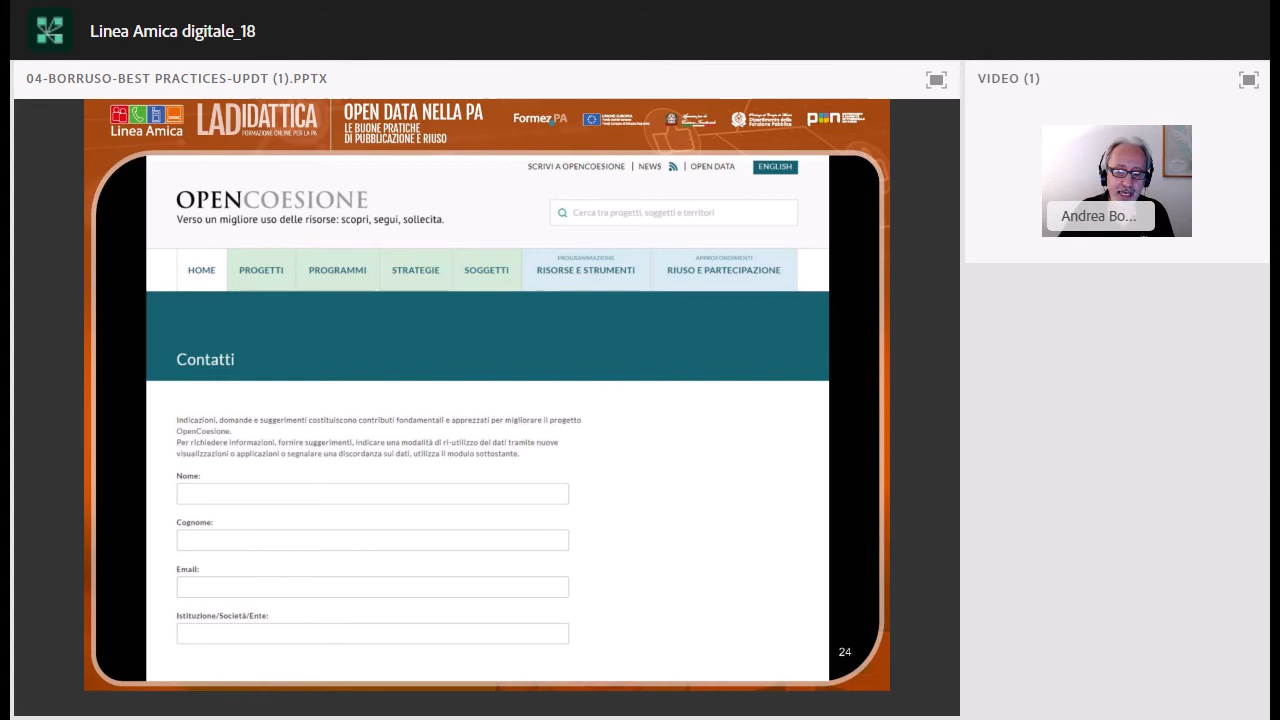 Linea Amica digitale_18
04-BORRUSO-BEST PRACTICES-UPDT (1).PPTX
VIDEO (1)
Linea Amica
LADIDATTICA
FORMAZIONE ONLINE PER LA PA
OPEN DATA NELLA PA
LE BUONE PRATICHE
DI PUBBLICAZIONE E RIUSO
FormezPA
UNIONE EUROPEA
pon
SCRIVI A OPENCOESIONE | NEWS | OPEN DATA
ENGLISH
OPENCOESIONE
Verso un migliore uso delle risorse: scopri, segui, sollecita.
Cerca tra progetti, soggetti e territori
HOME
PROGETTI
PROGRAMMI
STRATEGIE
SOGGETTI
PROGRAMMAZIONE
RISORSE E STRUMENTI
APPROFONDIMENTI
RIUSO E PARTECIPAZIONE
Andrea Bo...
Contatti
Indicazioni, domande e suggerimenti costituiscono contributi fondamentali e apprezzati per migliorare il progetto
OpenCoesione.
Per richiedere informazioni, fornire suggerimenti, indicare una modalità di ri-utilizzo dei dati tramite nuove
visualizzazioni o applicazioni o segnalare una discordanza sui dati, utilizza il modulo sottostante.
Nome:
Cognome:
Email:
Istituzione/Società/Ente:
24